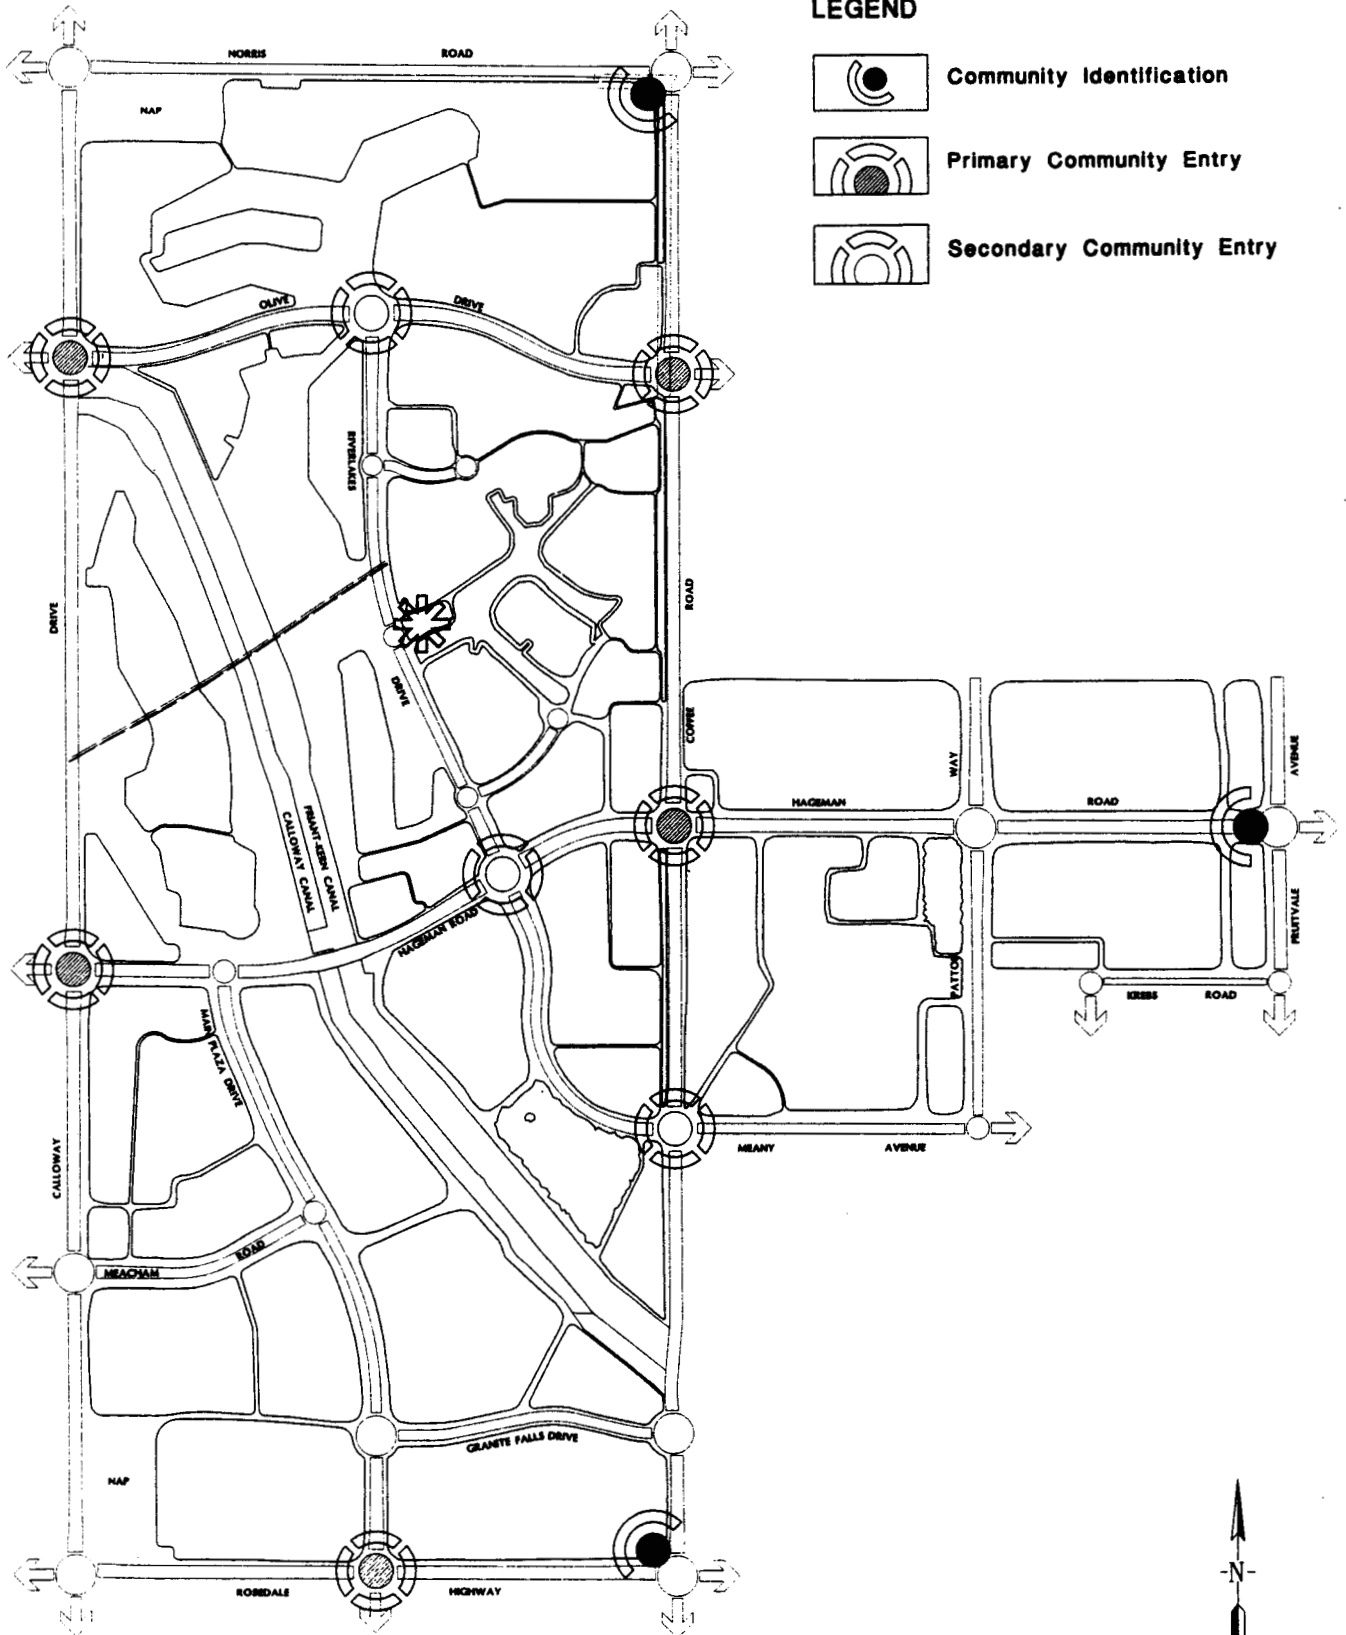 LEGEND
Community Identification
Primary Community Entry
Secondary Community Entry
NORRIS ROAD
NAP
OLIVE DRIVE
RIVERLAKES
DRIVE
DRIVE
ROAD
COFFEE
WAY
AVENUE
HAGEMAN ROAD
FRIANT-KERN CANAL
CALLOWAY CANAL
HAGEMAN ROAD
FRUITVALE
PATTON
KREBS ROAD
MAIN PLAZA DRIVE
CALLOWAY
MEANY AVENUE
MEACHAM ROAD
GRANITE FALLS DRIVE
NAP
ROSEDALE HIGHWAY
-N-